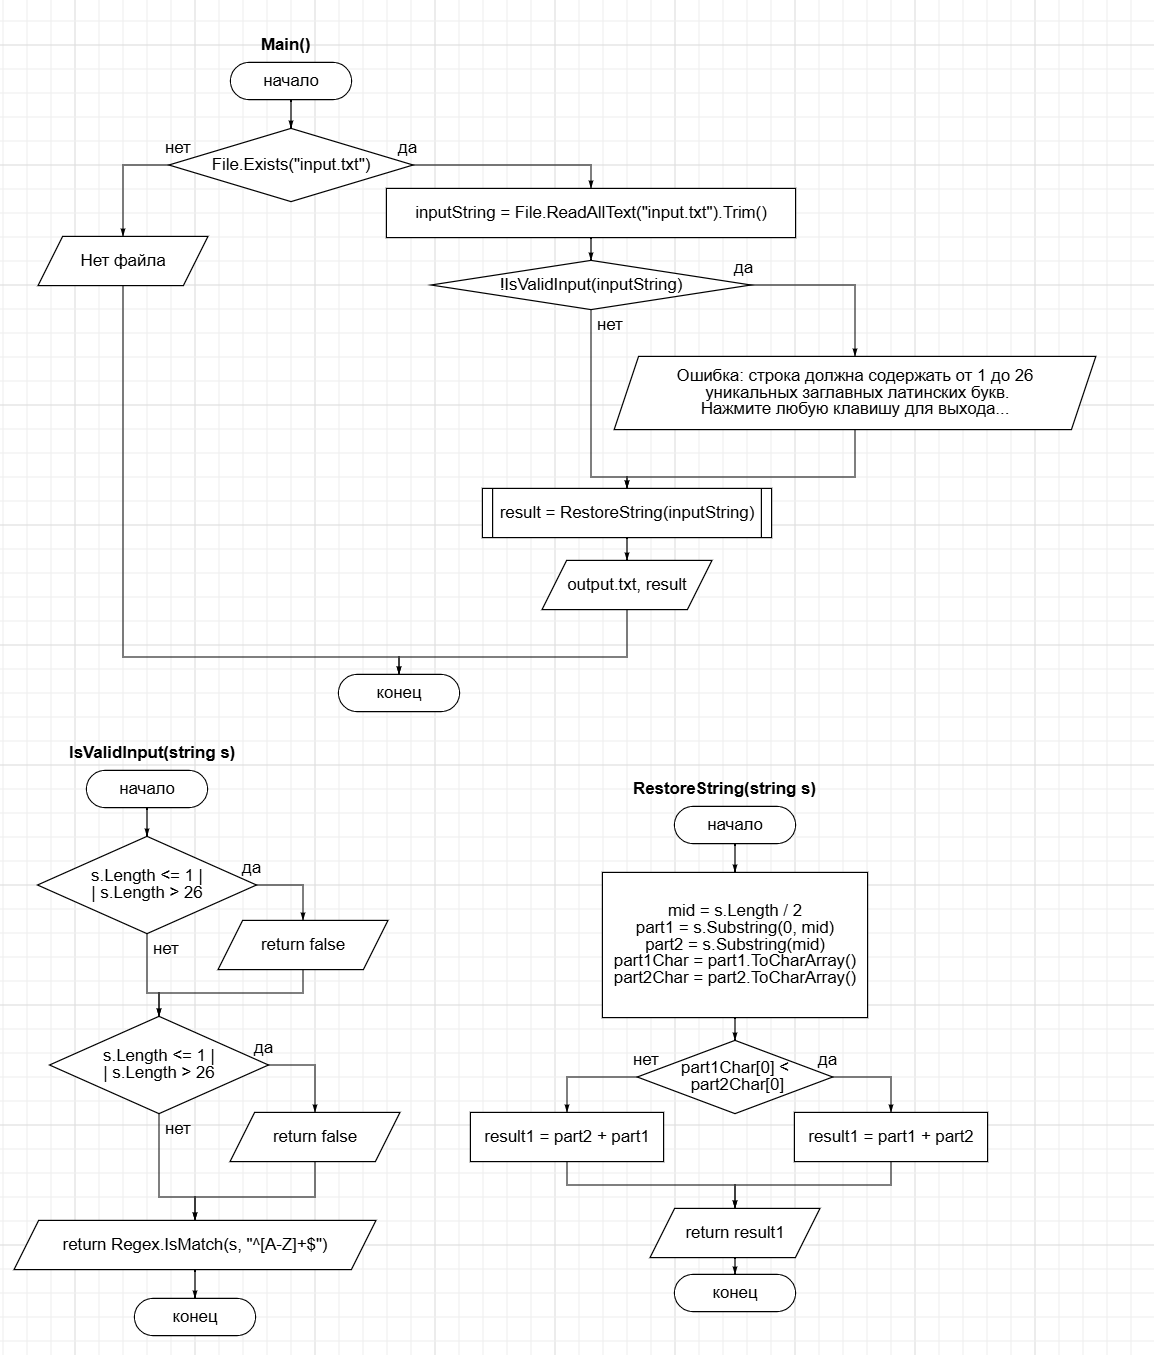 Main()
начало
нет
да
File.Exists("input.txt")
inputString = File.ReadAllText("input.txt").Trim()
Нет файла
да
!IsValidInput(inputString)
нет
Ошибка: строка должна содержать от 1 до 26
уникальных заглавных латинских букв.
Нажмите любую клавишу для выхода...
result = RestoreString(inputString)
output.txt, result
конец
IsValidInput(string s)
начало
да
s.Length <= 1 |
| s.Length > 26
нет
return false
да
s.Length <= 1 |
| s.Length > 26
нет
return false
return Regex.IsMatch(s, "^[A-Z]+$")
конец
RestoreString(string s)
начало
mid = s.Length / 2
part1 = s.Substring(0, mid)
part2 = s.Substring(mid)
part1Char = part1.ToCharArray()
part2Char = part2.ToCharArray()
нет
да
part1Char[0] <
part2Char[0]
result1 = part2 + part1
result1 = part1 + part2
return result1
конец